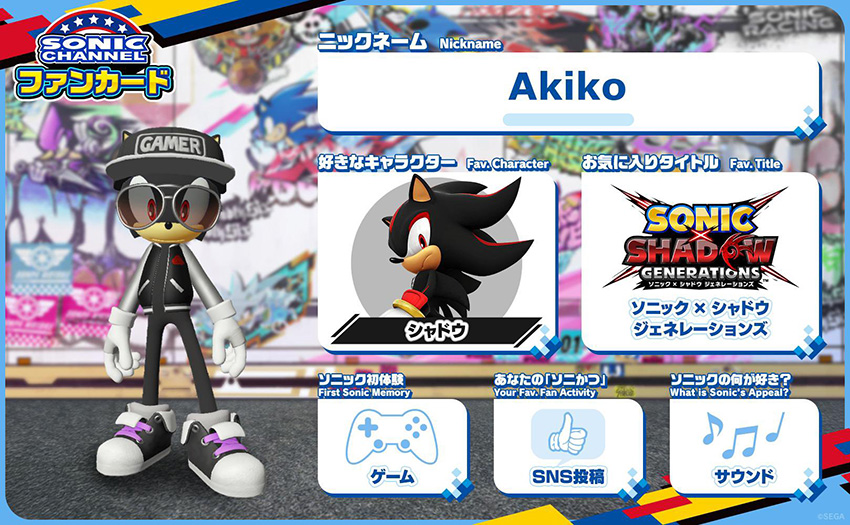 SONIC
CHANNEL
ファンカード
GAMER
SONIC
RACING
ニックネーム Nickname
Akiko
好きなキャラクター Fav. Character
お気に入りタイトル Fav. Title
シャドウ
SONIC
×
SHADOW
GENERATIONS
ソニック × シャドウ ジェネレーションズ
ソニック × シャドウ
ジェネレーションズ
ソニック初体験
First Sonic Memory
あなたの「ソニかつ」
Your Fav. Fan Activity
ソニックの何が好き？
What is Sonic's Appeal?
ゲーム
SNS投稿
サウンド
©SEGA